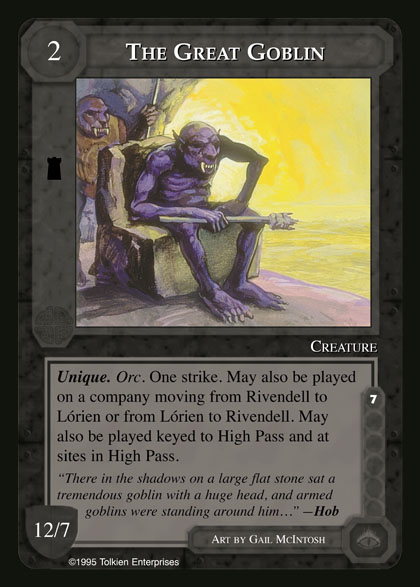 2
THE GREAT GOBLIN
CREATURE
Unique. Orc. One strike. May also be played
on a company moving from Rivendell to
Lórien or from Lórien to Rivendell. May
also be played keyed to High Pass and at
sites in High Pass.
7
“There in the shadows on a large flat stone sat a
tremendous goblin with a huge head, and armed
goblins were standing around him…” —Hob
12/7
ART BY GAIL MCINTOSH
©1995 Tolkien Enterprises